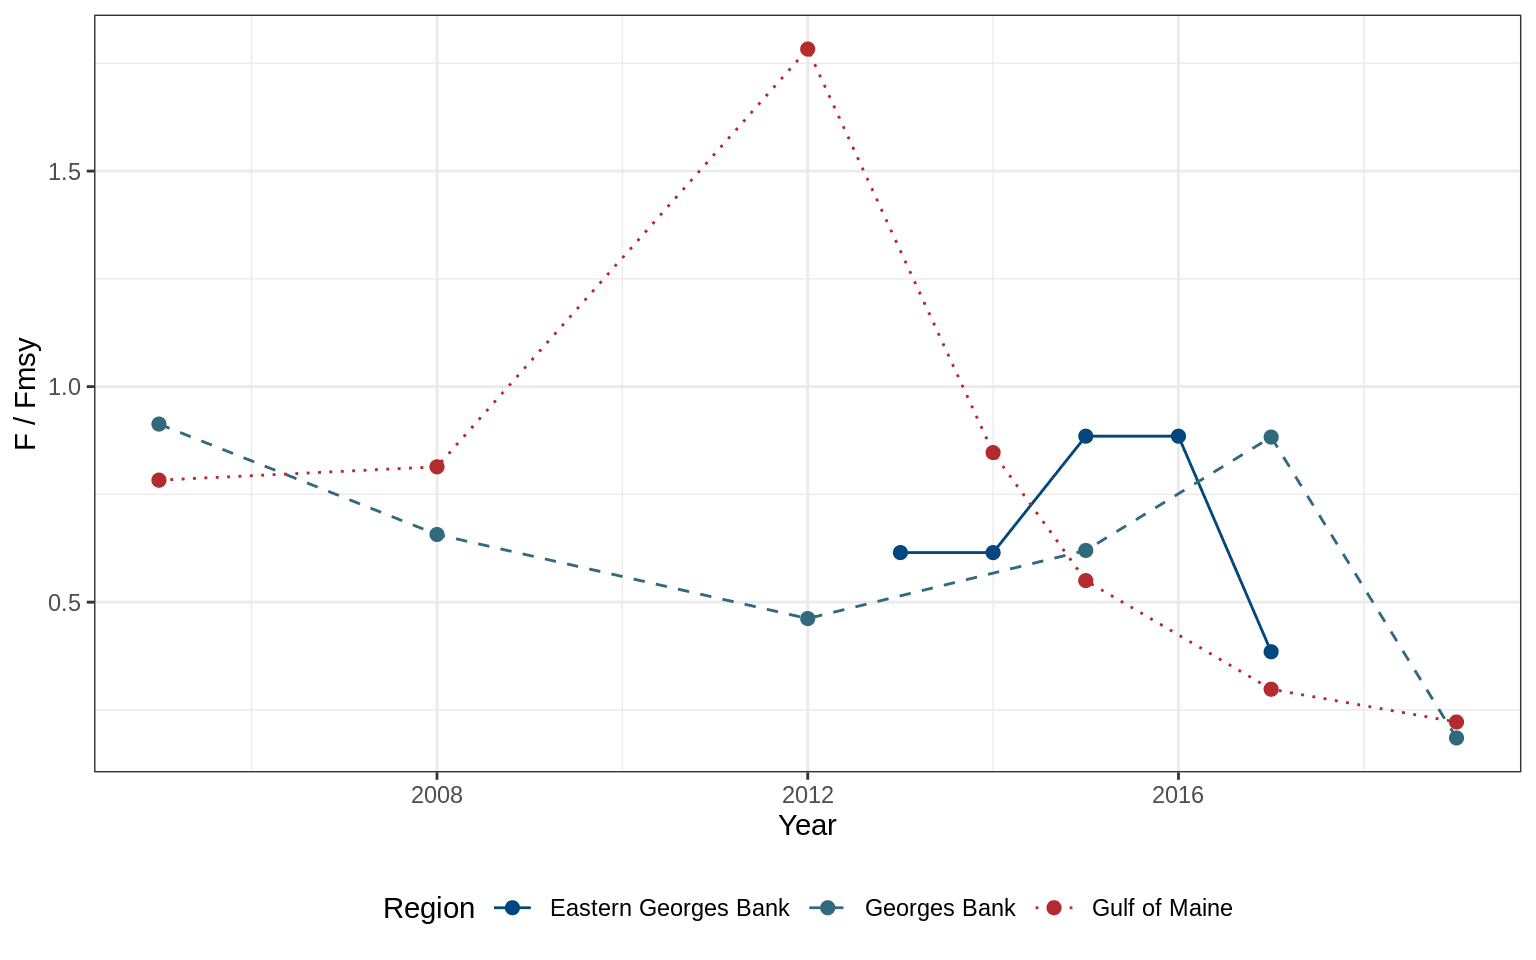 F / Fmsy
1.5
1.0
0.5
2008 2012 2016
Year
Region Eastern Georges Bank Georges Bank Gulf of Maine